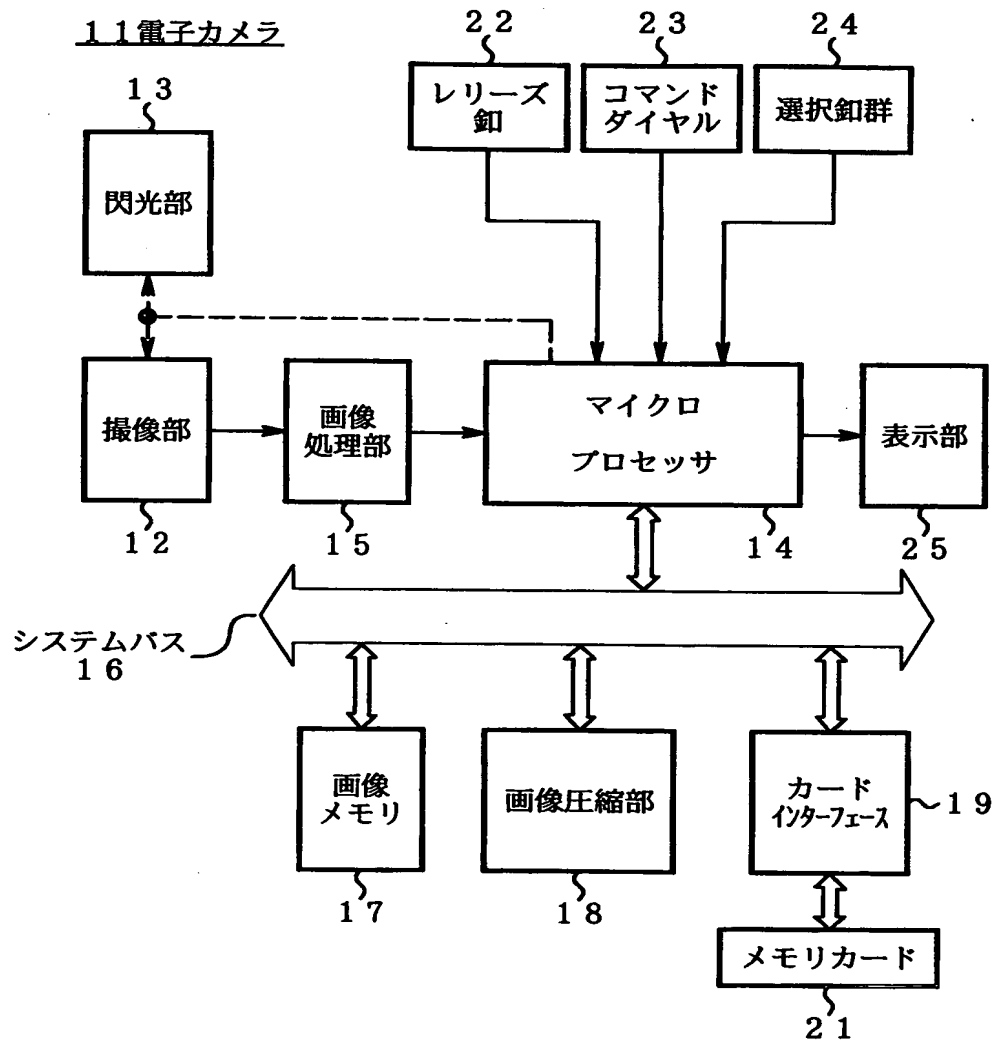 １１電子カメラ
２２
２３
２４
レリーズ
釦
コマンド
ダイヤル
選択釦群
１３
閃光部
撮像部
画像
処理部
マイクロ
プロセッサ
表示部
１２
１５
１４
２５
システムバス
１６
画像
メモリ
画像圧縮部
カード
インターフェース
１９
１７
１８
メモリカード
２１